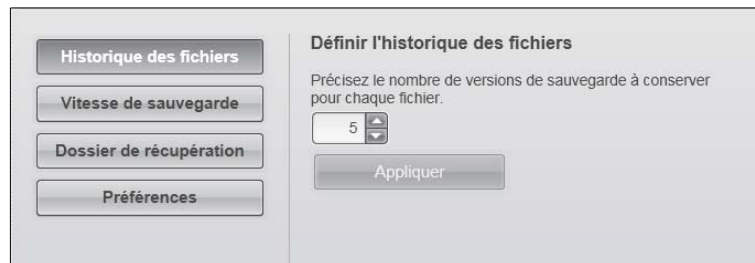 Historique des fichiers
Vitesse de sauvegarde
Dossier de récupération
Préférences
Définir l'historique des fichiers
Précisez le nombre de versions de sauvegarde à conserver
pour chaque fichier.
5
Appliquer